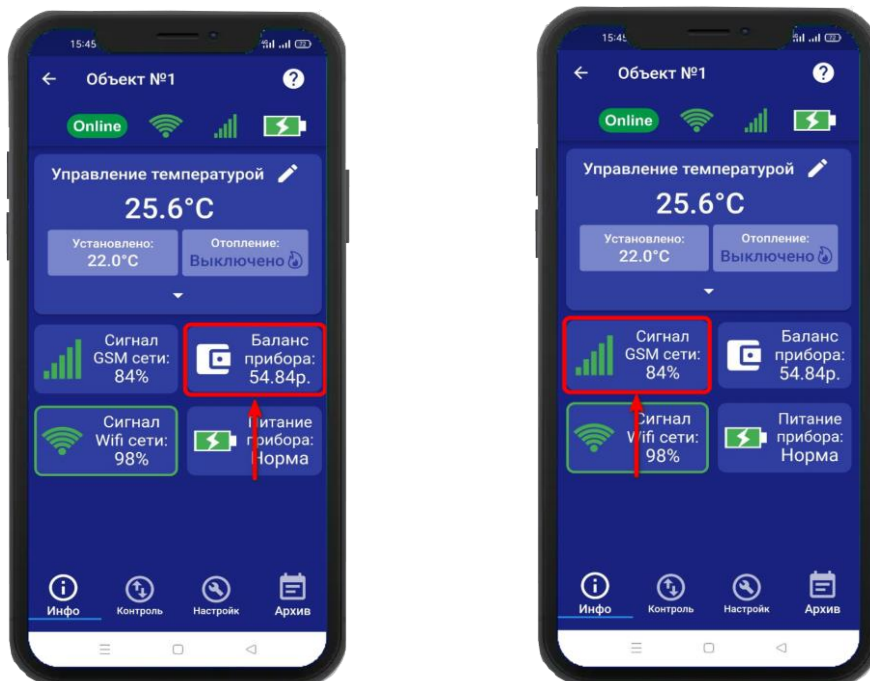 15:45
72
Объект №1
?
Online
Управление температурой
25.6°C
Установлено:
22.0°C
Отопление:
Выключено
Сигнал
GSM сети:
84%
Баланс
прибора:
54.84р.
Сигнал
Wifi сети:
98%
Питание
прибора:
Норма
Инфо
Контроль
Настройк
Архив
15:45
72
Объект №1
?
Online
Управление температурой
25.6°C
Установлено:
22.0°C
Отопление:
Выключено
Сигнал
GSM сети:
84%
Баланс
прибора:
54.84р.
Сигнал
Wifi сети:
98%
Питание
прибора:
Норма
Инфо
Контроль
Настройк
Архив